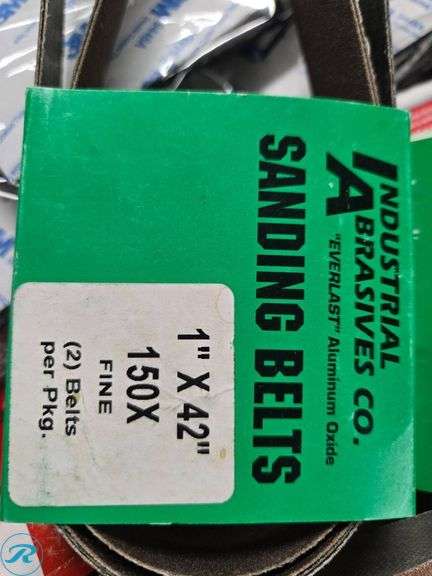 INDUSTRIAL
ABRASIVES CO.
"EVERLAST" Aluminum Oxide
SANDING BELTS
1" X 42"
150X
FINE
(2) Belts
per Pkg.
R